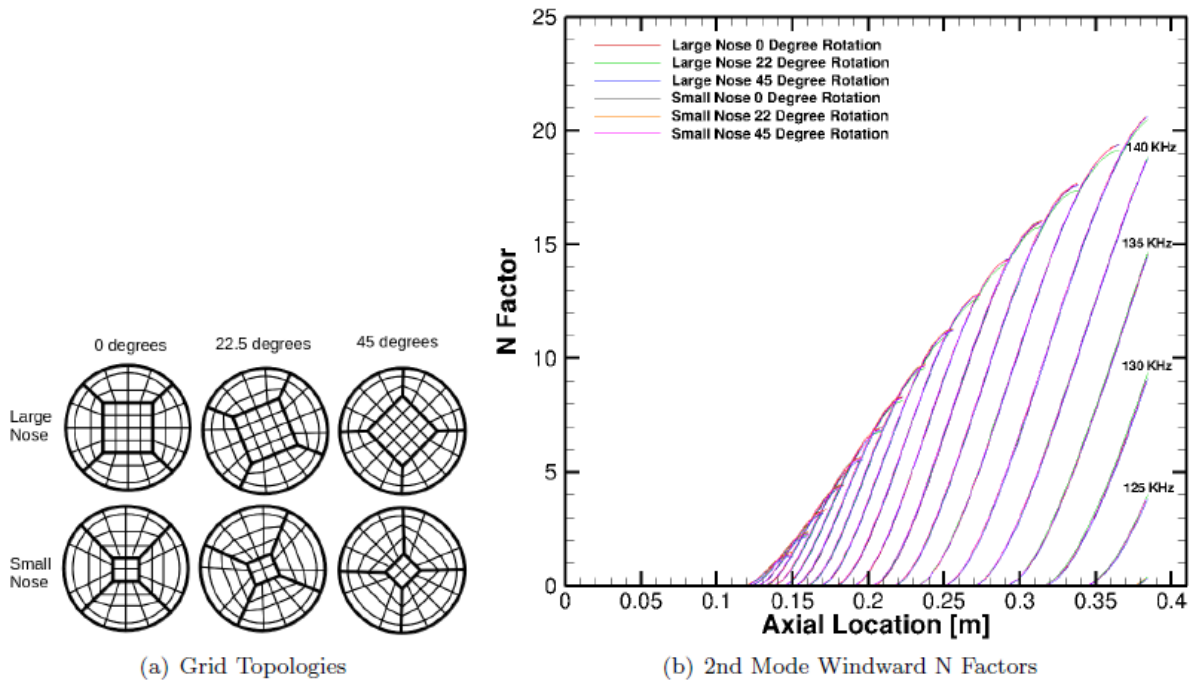 0 degrees
22.5 degrees
45 degrees
Large
Nose
Small
Nose
(a) Grid Topologies
25
20
15
10
5
0
N Factor
Large Nose 0 Degree Rotation
Large Nose 22 Degree Rotation
Large Nose 45 Degree Rotation
Small Nose 0 Degree Rotation
Small Nose 22 Degree Rotation
Small Nose 45 Degree Rotation
140 KHz
135 KHz
130 KHz
125 KHz
0
0.05
0.1
0.15
0.2
0.25
0.3
0.35
0.4
Axial Location [m]
(b) 2nd Mode Windward N Factors